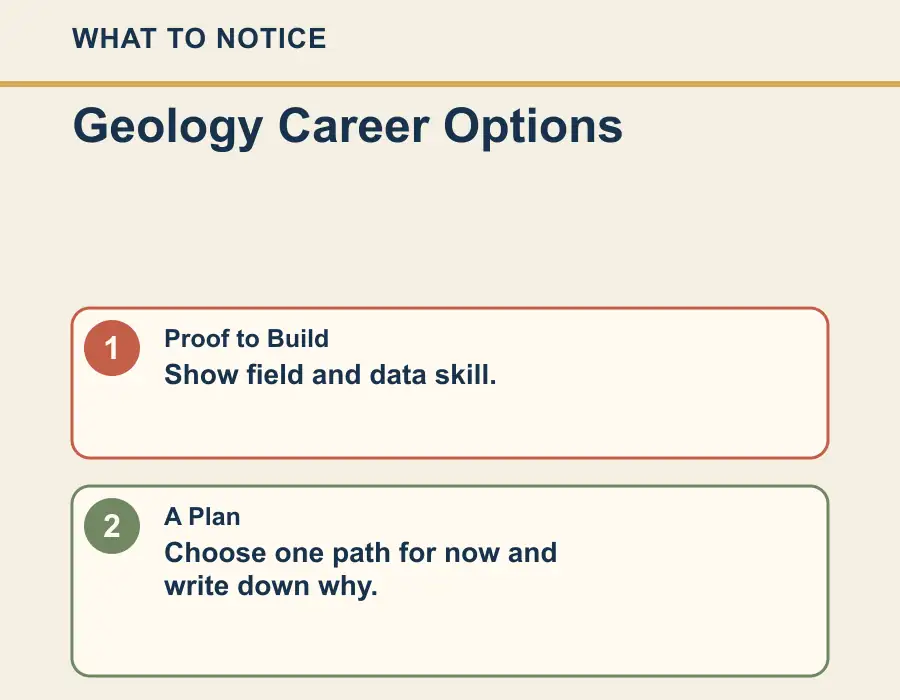 WHAT TO NOTICE
Geology Career Options
1
Proof to Build
Show field and data skill.
2
A Plan
Choose one path for now and
write down why.